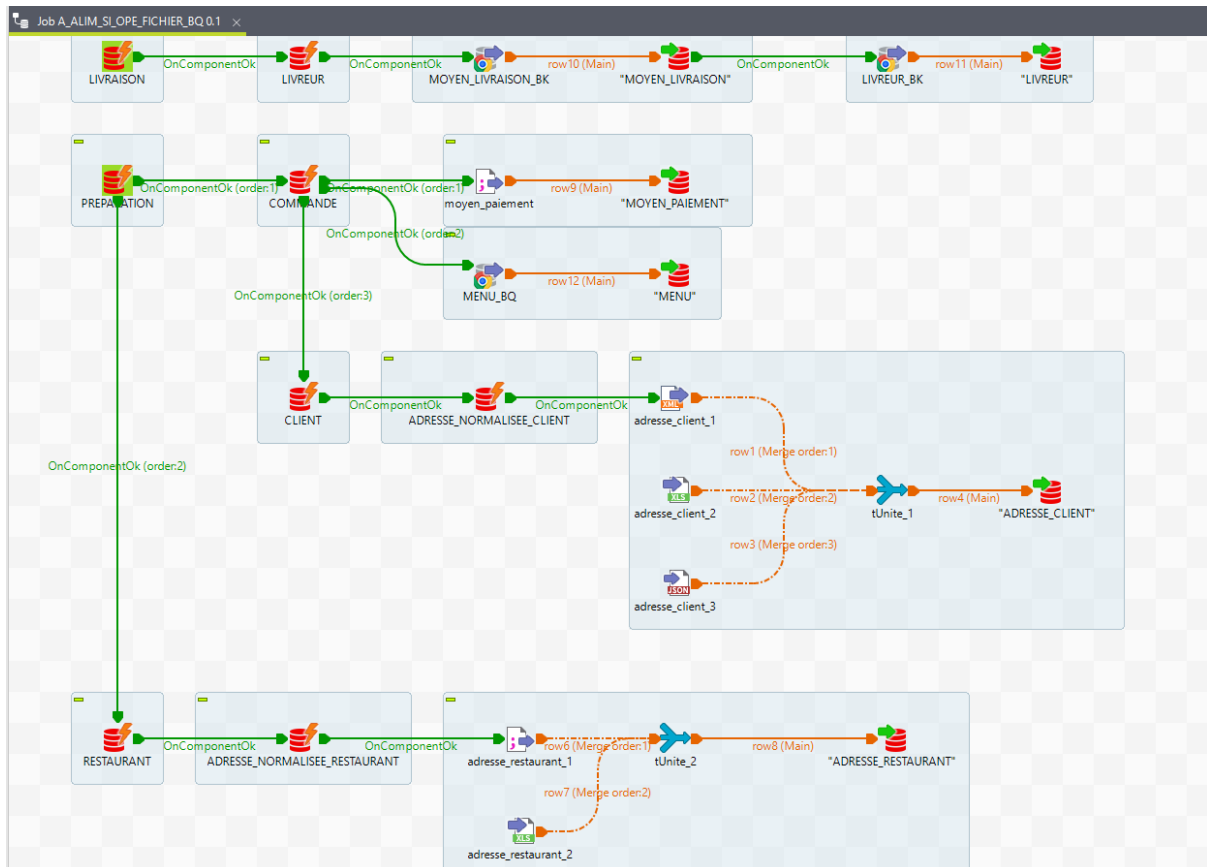 Job A_ALIM_SI_OPE_FICHIER_BQ 0.1
OnComponentOk
OnComponentOk
row10 (Main)
OnComponentOk
row11 (Main)
LIVRAISON
LIVREUR
MOYEN_LIVRAISON_BK
"MOYEN_LIVRAISON"
LIVREUR_BK
"LIVREUR"
OnComponentOk (order:1)
OnComponentOk (order:1)
row9 (Main)
PREPARATION
COMMANDE
moyen_paiement
"MOYEN_PAIEMENT"
OnComponentOk (order:2)
row12 (Main)
OnComponentOk (order:3)
MENU_BQ
"MENU"
OnComponentOk
OnComponentOk
CLIENT
ADRESSE_NORMALISEE_CLIENT
XML
adresse_client_1
row1 (Merge order:1)
OnComponentOk (order:2)
XLS
row2 (Merge order:2)
row4 (Main)
adresse_client_2
tUnite_1
"ADRESSE_CLIENT"
row3 (Merge order:3)
JSON
adresse_client_3
OnComponentOk
OnComponentOk
row6 (Merge order:1)
row8 (Main)
RESTAURANT
ADRESSE_NORMALISEE_RESTAURANT
adresse_restaurant_1
tUnite_2
"ADRESSE_RESTAURANT"
row7 (Merge order:2)
XLS
adresse_restaurant_2